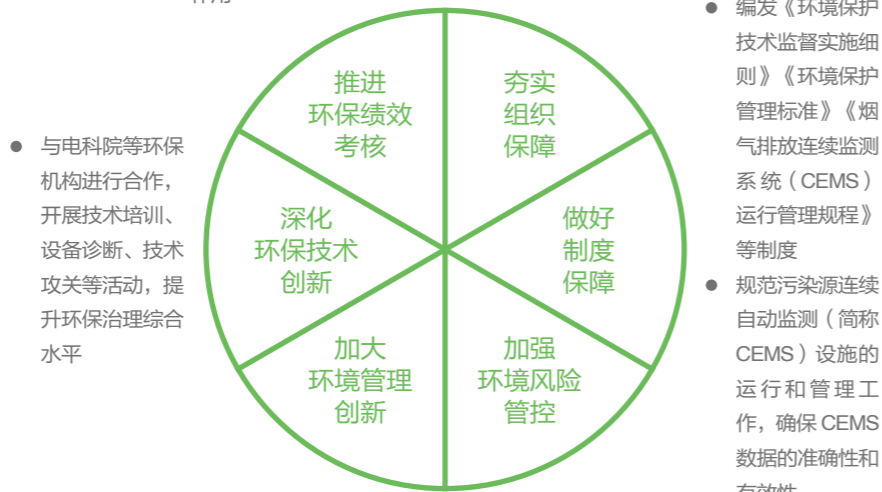 作用
与电科院等环保
机构进行合作，
开展技术培训、
设备诊断、技术
攻关等活动，提
升环保治理综合
水平
推进
环保绩效
考核
夯实
组织
保障
深化
环保技术
创新
做好
制度
保障
加大
环境管理
创新
加强
环境风险
管控
编发《环境保护
技术监督实施细
则》《环境保护
管理标准》《烟
气排放连续监测
系统（CEMS）
运行管理规程》
等制度
规范污染源连续
自动监测（简称
CEMS）设施的
运行和管理工
作，确保 CEMS
数据的准确性和
有效性